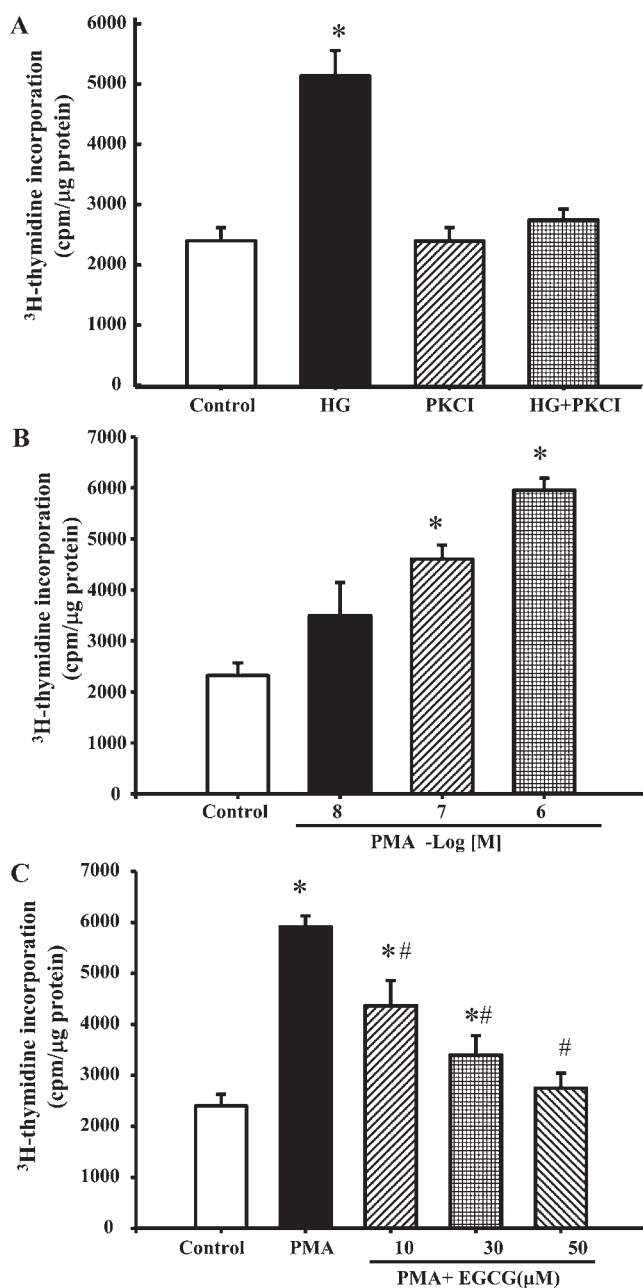 A
³H-thymidine incorporation
(cpm/μg protein)
6000
5000
4000
3000
2000
1000
0
*
Control HG PKCI HG+PKCI
B
³H-thymidine incorporation
(cpm/μg protein)
7000
6000
5000
4000
3000
2000
1000
0
*
*
Control 8 7 6
PMA -Log [M]
C
³H-thymidine incorporation
(cpm/μg protein)
7000
6000
5000
4000
3000
2000
1000
0
*
*#
*#
#
Control PMA 10 30 50
PMA+ EGCG(μM)